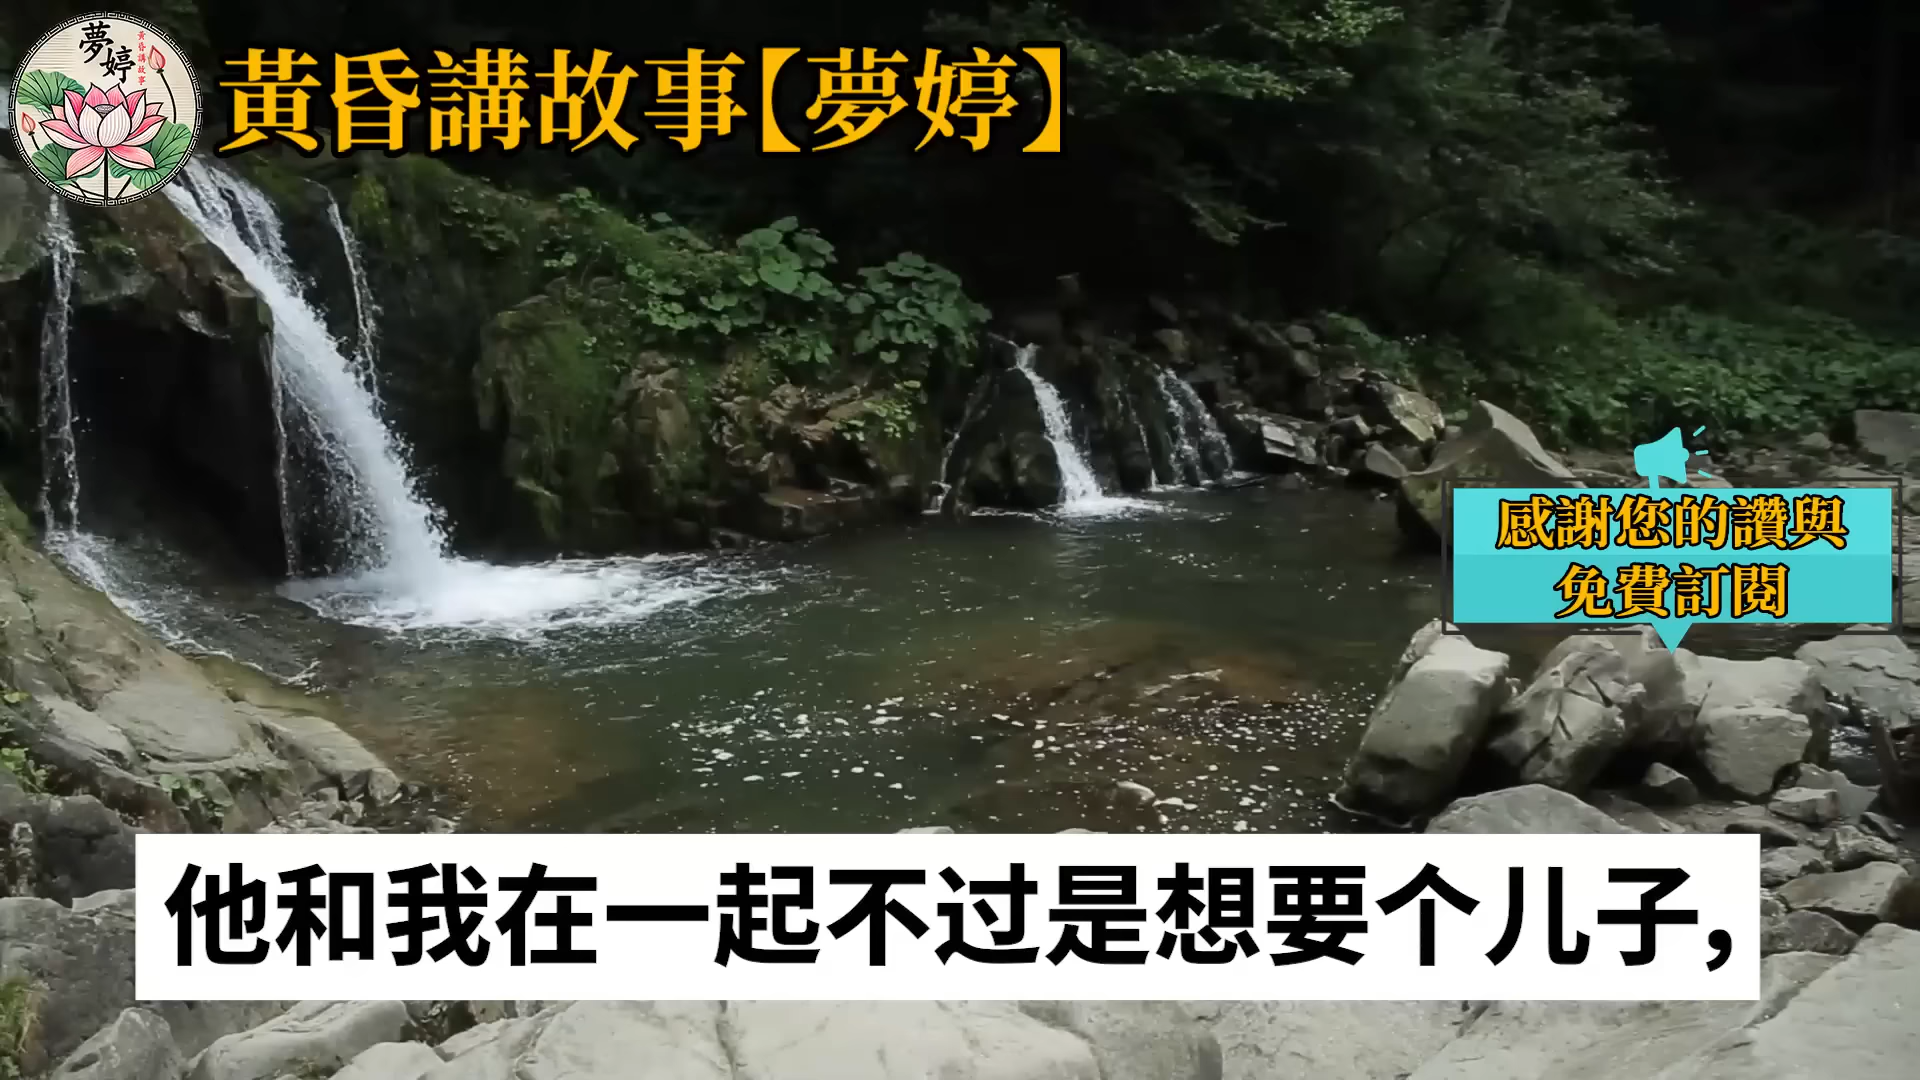 夢婷
黃昏講故事
黃昏講故事【夢婷】
感謝您的讚與
免費訂閱
他和我在一起不过是想要个儿子,